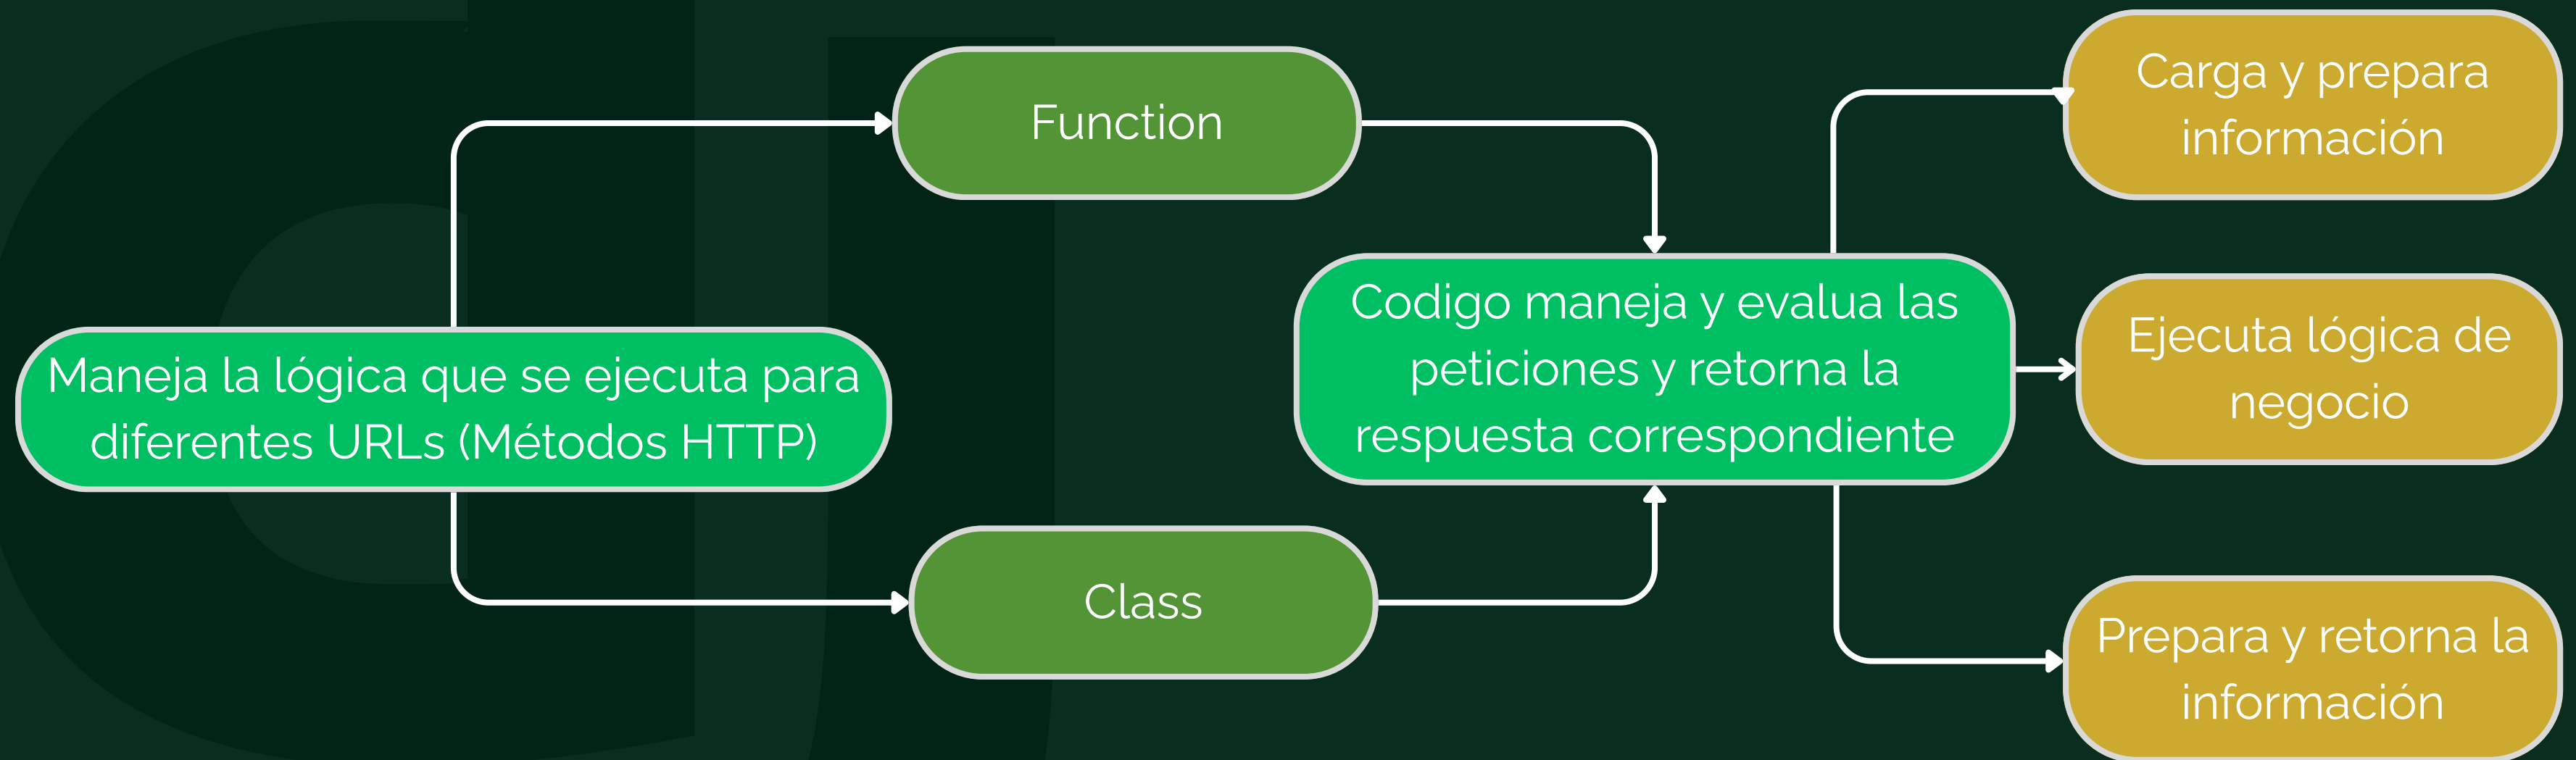 Maneja la lógica que se ejecuta para
diferentes URLs (Métodos HTTP)
Function
Class
Codigo maneja y evalua las
peticiones y retorna la
respuesta correspondiente
Carga y prepara
información
Ejecuta lógica de
negocio
Prepara y retorna la
información